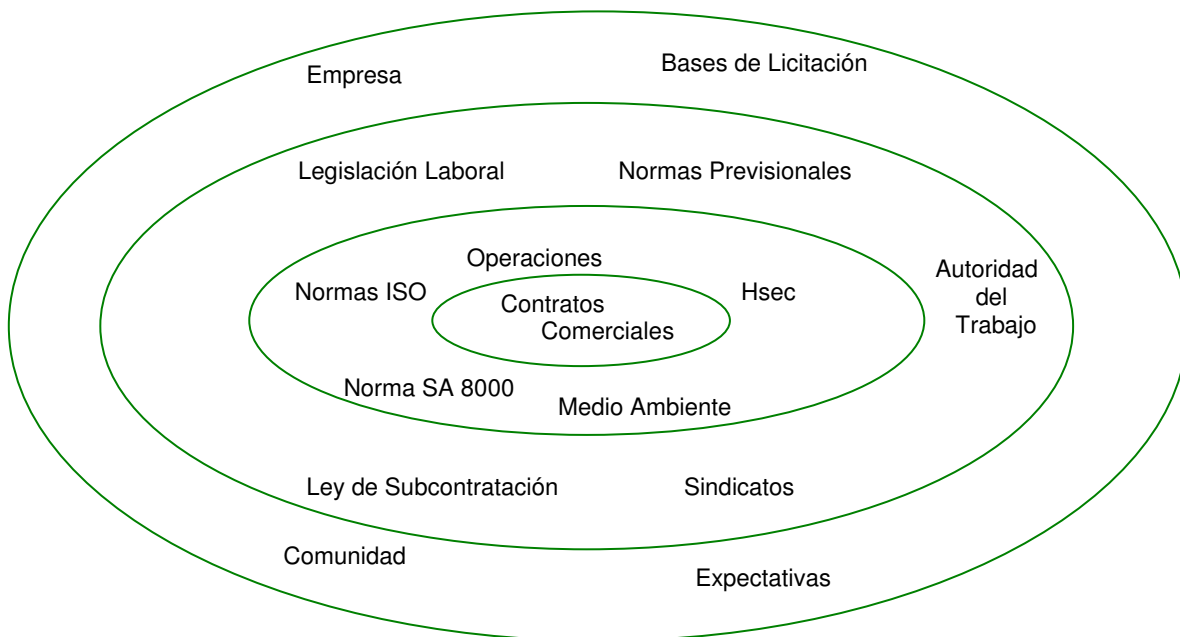 Empresa
Bases de Licitación
Legislación Laboral
Normas Previsionales
Operaciones
Normas ISO
Hsec
Contratos
Comerciales
Autoridad
del
Trabajo
Norma SA 8000
Medio Ambiente
Ley de Subcontratación
Sindicatos
Comunidad
Expectativas